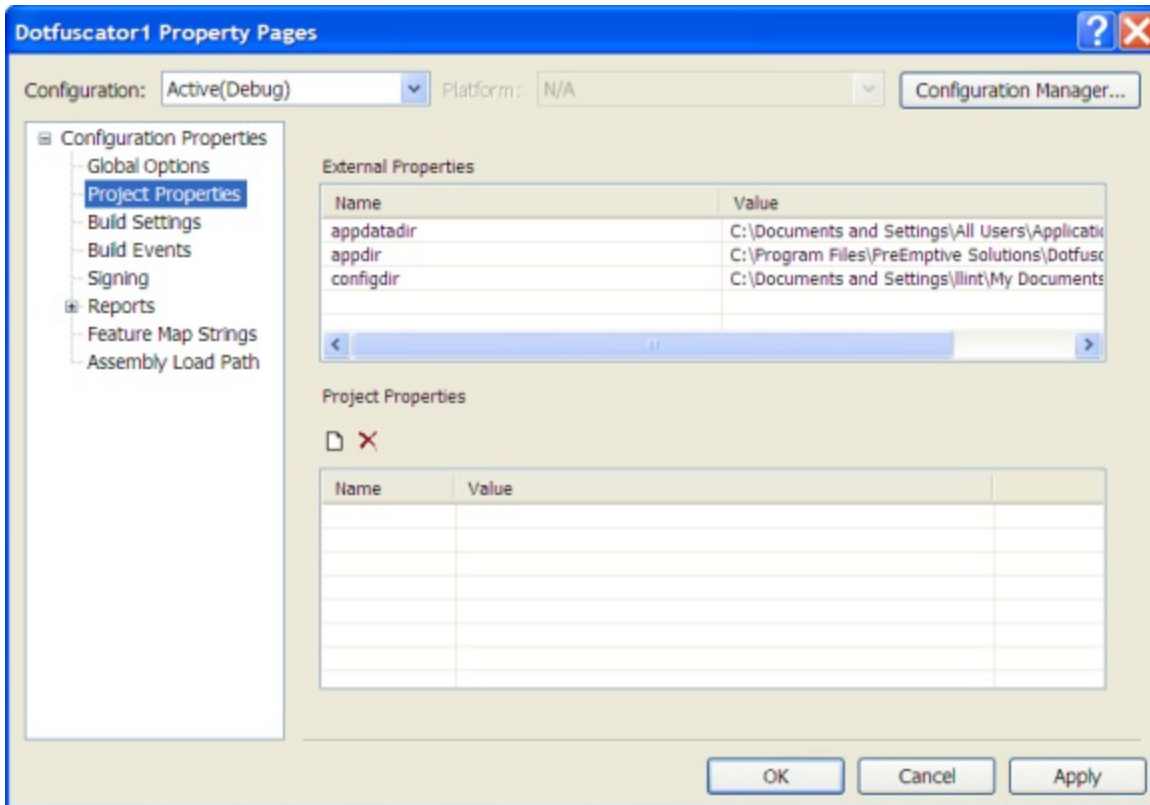 Dotfuscator1 Property Pages
Configuration: Active(Debug) Platform: N/A Configuration Manager...
Configuration Properties
Global Options
Project Properties
Build Settings
Build Events
Signing
Reports
Feature Map Strings
Assembly Load Path
External Properties
Name Value
appdatadir C:\Documents and Settings\All Users\Applicatic
appdir C:\Program Files\PreEmptive Solutions\Dotfusc
configdir C:\Documents and Settings\llint\My Documents
Project Properties
Name Value
OK Cancel Apply